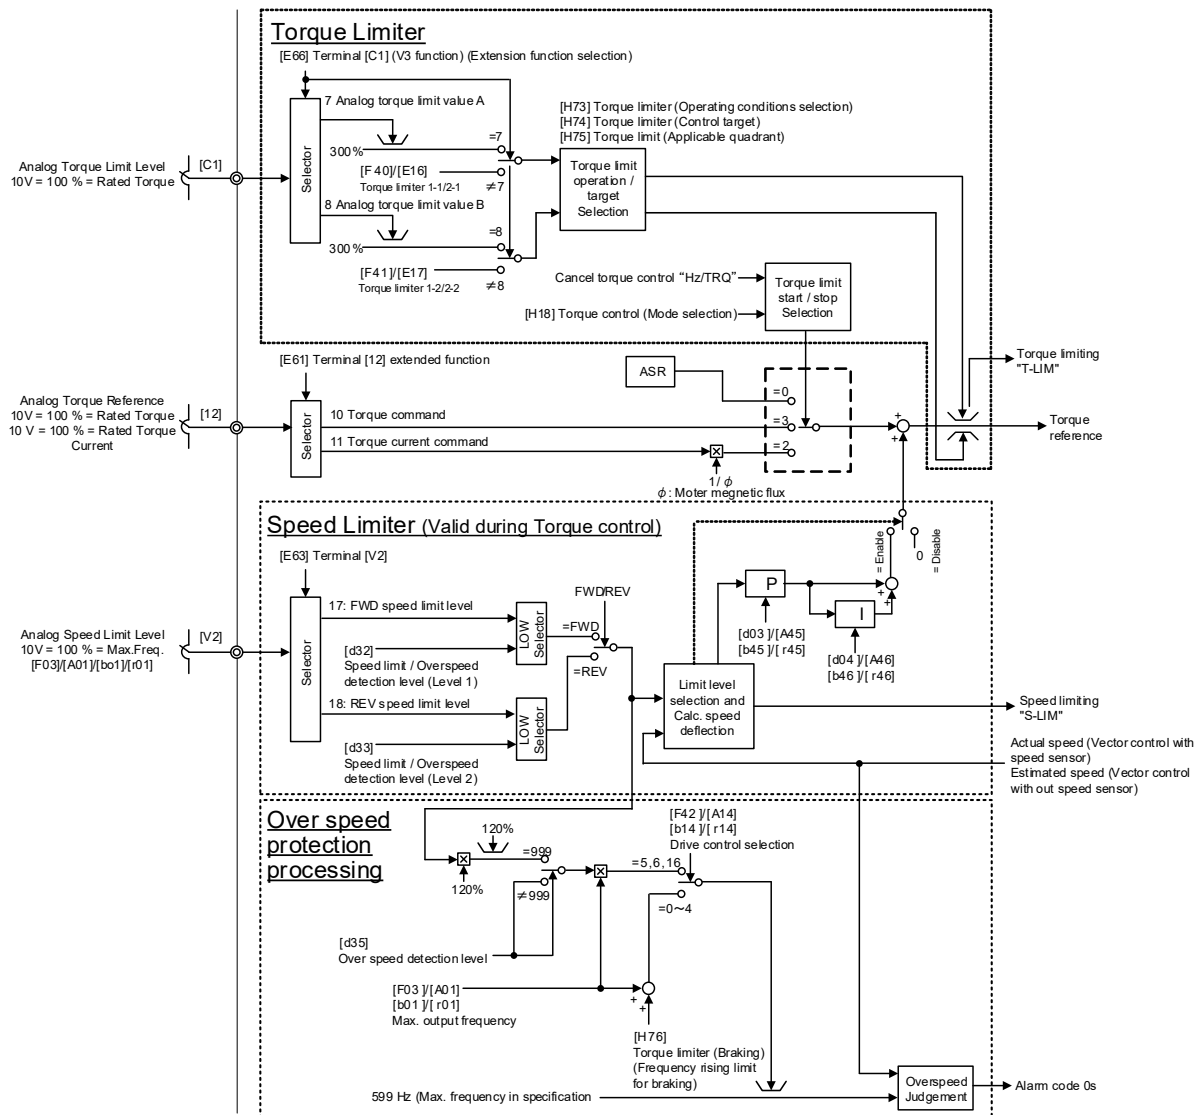 Torque Limiter
[E66] Terminal [C1] (V3 function) (Extension function selection)
7 Analog torque limit value A
[H73] Torque limiter (Operating conditions selection)
[H74] Torque limiter (Control target)
[H75] Torque limit (Applicable quadrant)
=7
300%
Analog Torque Limit Level
10V = 100 % = Rated Torque
[C1]
Selector
[F40]/[E16]
Torque limiter 1-1/2-1
≠7
Torque limit
operation /
target
Selection
8 Analog torque limit value B
=8
300%
[F41]/[E17]
Torque limiter 1-2/2-2
≠8
Cancel torque control “Hz/TRQ”
[H18] Torque control (Mode selection)
Torque limit
start / stop
Selection
[E61] Terminal [12] extended function
ASR
Torque limiting
"T-LIM"
=0
Analog Torque Reference
10V = 100 % = Rated Torque
10 V = 100% = Rated Torque
Current
[12]
Selector
10 Torque command
11 Torque current command
=3
=2
+
+
Torque
reference
1/ φ
φ : Moter megnetic flux
Speed Limiter (Valid during Torque control)
[E63] Terminal [V2]
= Enable
0
= Disable
P
+
+
I
FWD/REV
17: FWD speed limit level
=FWD
LOW
Selector
[d03 ]/[A45]
[b45 ]/[ r45]
[d04 ]/[A46]
[b46 ]/[ r46]
Analog Speed Limit Level
10V = 100% = Max.Freq.
[F03]/[A01]/[bo1]/[r01]
[V2]
Selector
[d32]
Speed limit / Overspeed
detection level (Level 1)
=REV
18: REV speed limit level
LOW
Selector
[d33]
Speed limit / Overspeed
detection level (Level 2)
Limit level
selection and
Calc. speed
deflection
Speed limiting
"S-LIM"
Actual speed (Vector control with
speed sensor)
Estimated speed (Vector control
with out speed sensor)
Over speed
protection
processing
120%
120%
=999
≠999
[F42 ]/[A14]
[b14 ]/[ r14]
Drive control selection
=5,6,16
=0～4
[d35]
Over speed detection level
[F03 ]/[A01]
[b01 ]/[ r01]
Max. output frequency
+
+
[H76]
Torque limiter (Braking)
(Frequency rising limit
for braking)
599 Hz (Max. frequency in specification
Overspeed
Judgement
Alarm code 0s